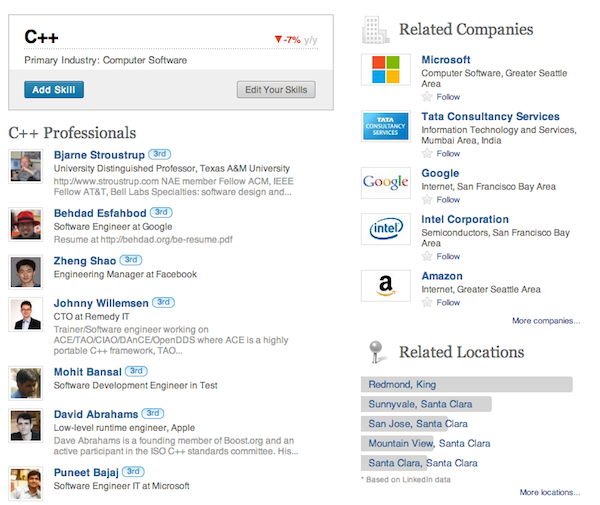 C++
▼-7% y/y
Primary Industry: Computer Software
Add Skill
Edit Your Skills
C++ Professionals
Bjarne Stroustrup 3rd
University Distinguished Professor, Texas A&M University
http://www.stroustrup.com NAE member Fellow ACM, IEEE
Fellow AT&T, Bell Labs Specialties: software design and...
Behdad Esfahbod 3rd
Software Engineer at Google
Resume at http://behdad.org/be-resume.pdf
Zheng Shao 3rd
Engineering Manager at Facebook
Johnny Willemsen 3rd
CTO at Remedy IT
Trainer/Software engineer working on
ACE/TAO/CIAO/DAnCE/OpenDDS where ACE is a highly
portable C++ framework, TAO...
Mohit Bansal 3rd
Software Development Engineer in Test
David Abrahams 3rd
Low-level runtime engineer, Apple
Dave Abrahams is a founding member of Boost.org and an
active participant in the ISO C++ standards committee. His...
Puneet Bajaj 3rd
Software Engineer IT at Microsoft
Related Companies
Microsoft
Computer Software, Greater Seattle
Area
Follow
TATA
CONSULTANCY
SERVICES
Tata Consultancy Services
Information Technology and Services,
Mumbai Area, India
Follow
Google
Google
Internet, San Francisco Bay Area
Follow
intel
Intel Corporation
Semiconductors, San Francisco Bay
Area
Follow
a
Amazon
Internet, Greater Seattle Area
Follow
More companies...
Related Locations
Redmond, King
Sunnyvale, Santa Clara
San Jose, Santa Clara
Mountain View, Santa Clara
Santa Clara, Santa Clara
* Based on LinkedIn data
More locations...